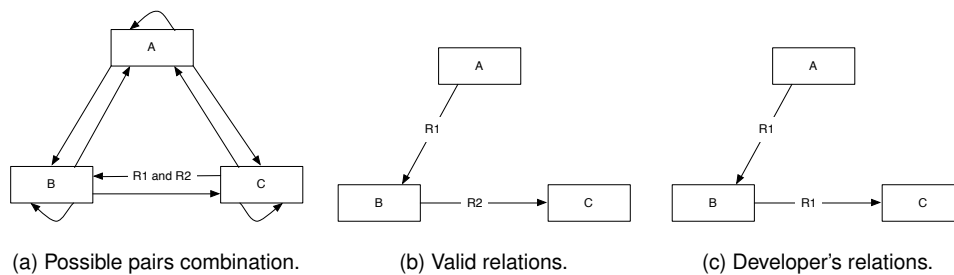 A
B
R1 and R2
C
(a) Possible pairs combination.
A
R1
B
R2
C
(b) Valid relations.
A
R1
B
R1
C
(c) Developer's relations.